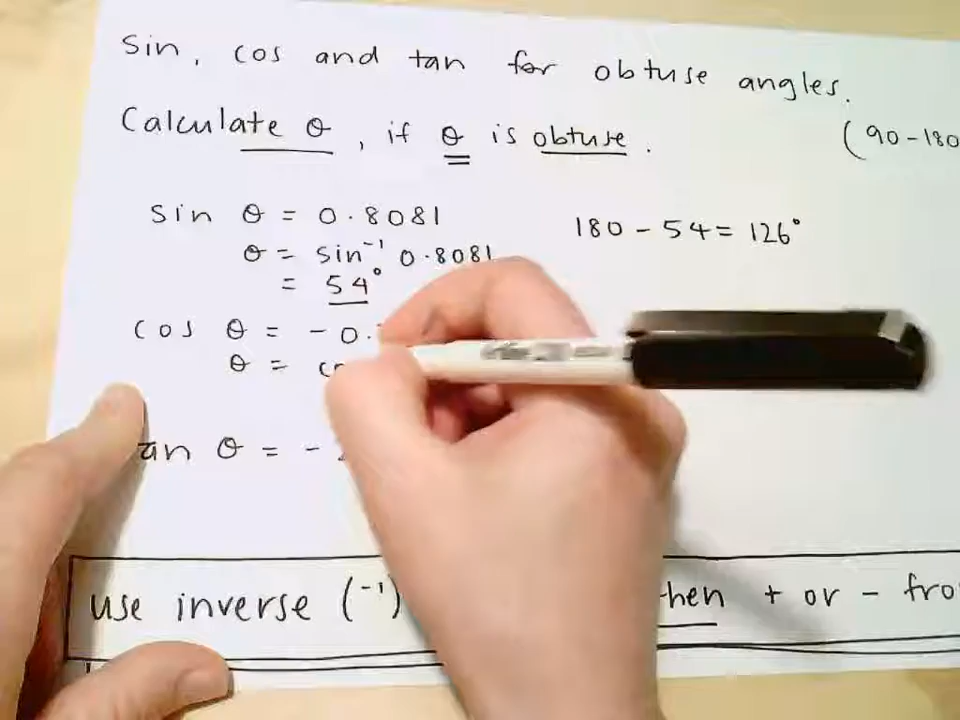 sin, cos and tan for obtuse angles.
Calculate θ, if θ is obtuse.
(90-180
sin θ = 0.8081
180 - 54 = 126°
θ = sin⁻¹ 0.8081
= 54°
cos θ = -0.
θ =
an θ = -
use inverse (⁻¹)
+ or - fro